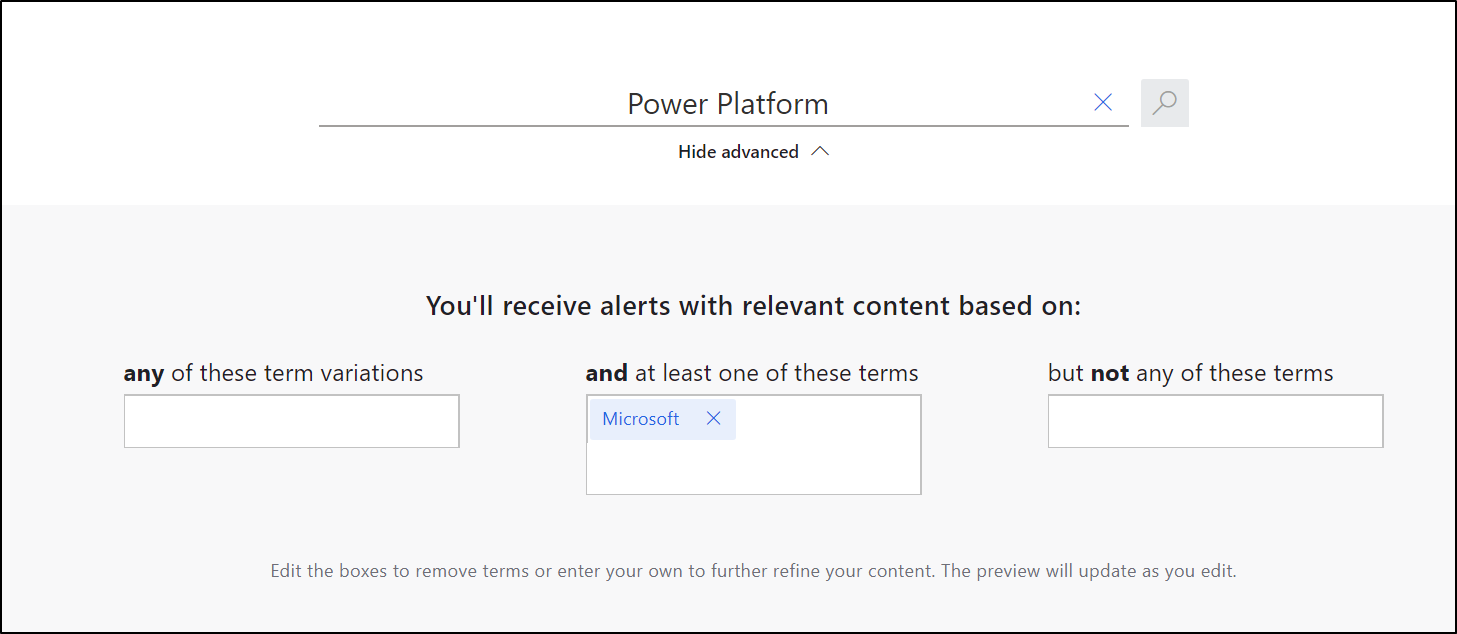 Power Platform
Hide advanced
You'll receive alerts with relevant content based on:
any of these term variations
and at least one of these terms
but not any of these terms
Microsoft
Edit the boxes to remove terms or enter your own to further refine your content. The preview will update as you edit.